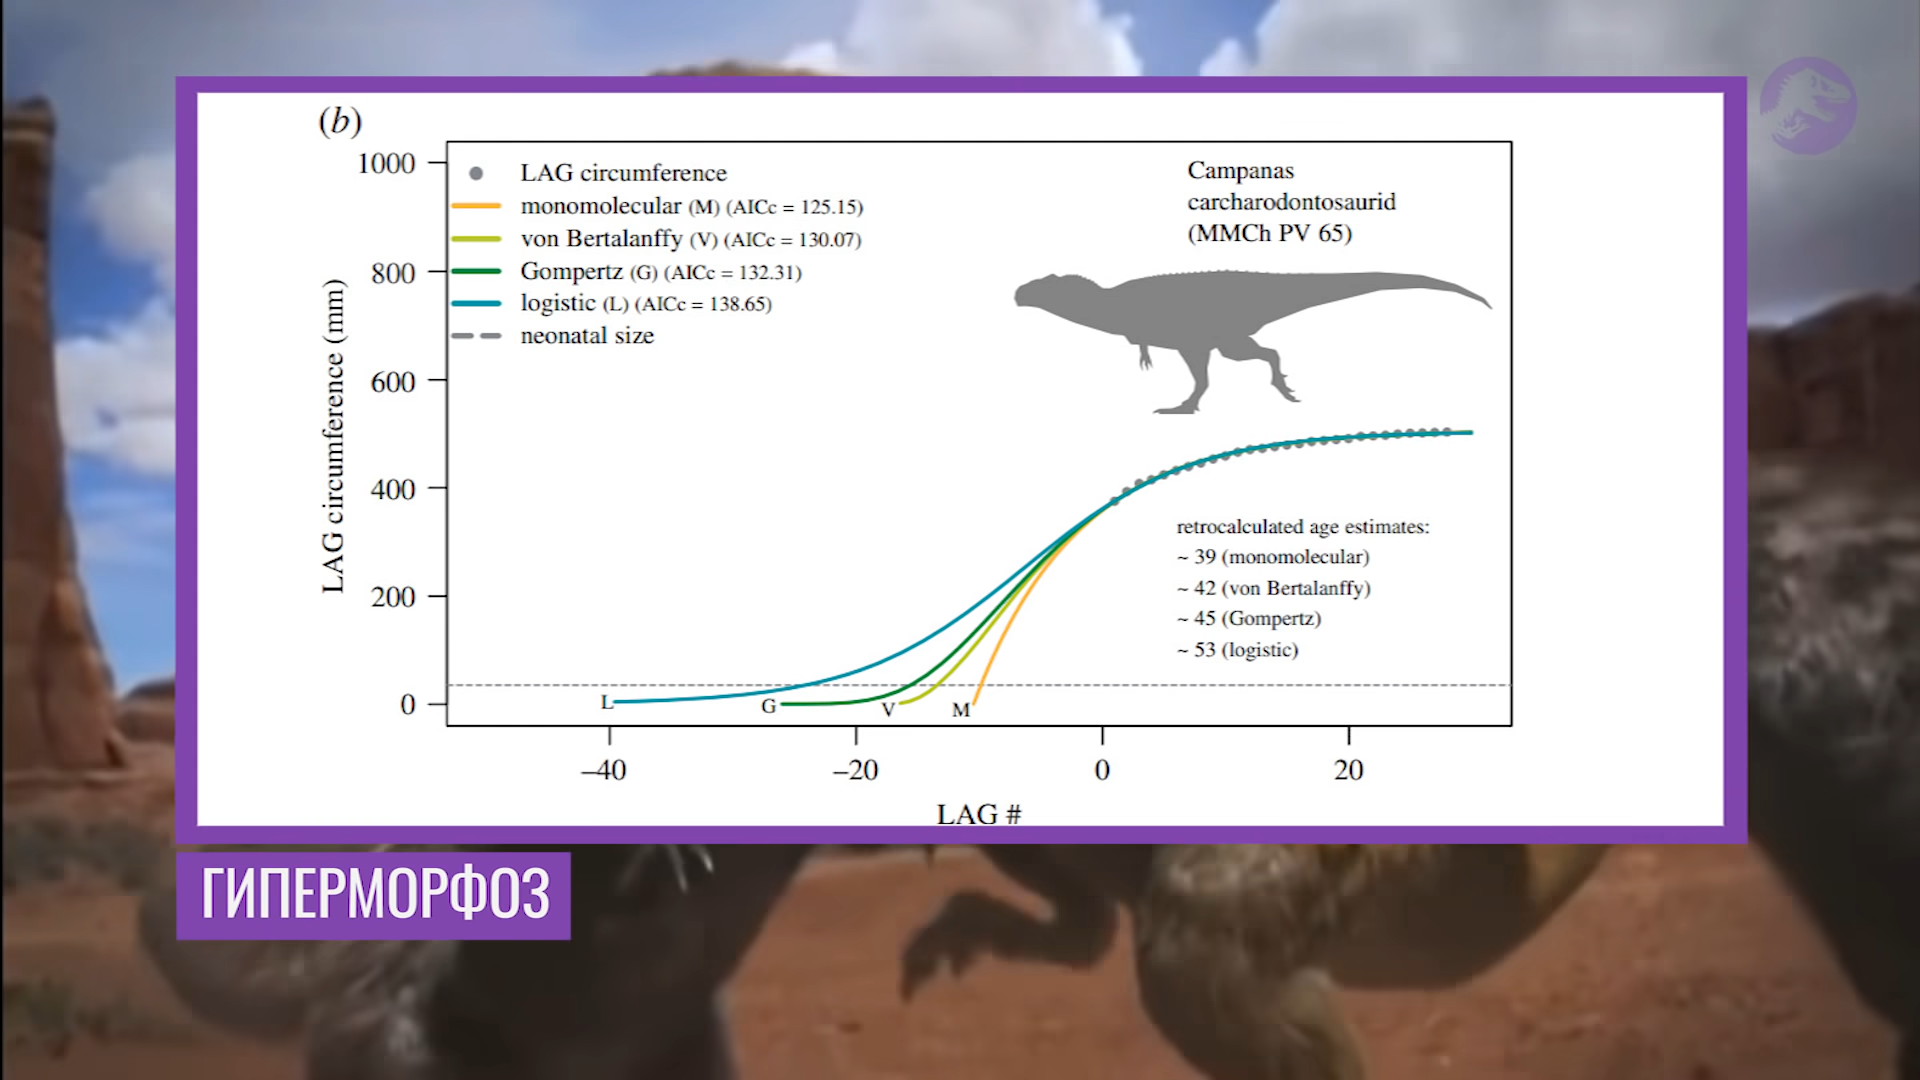 (b)
1000
800
600
400
200
0
LAG circumference (mm)
LAG circumference
monomolecular (M) (AICc = 125.15)
von Bertalanffy (V) (AICc = 130.07)
Gompertz (G) (AICc = 132.31)
logistic (L) (AICc = 138.65)
neonatal size
Campanas
carcharodontosaurid
(MMCh PV 65)
retrocalculated age estimates:
~ 39 (monomolecular)
~ 42 (von Bertalanffy)
~ 45 (Gompertz)
~ 53 (logistic)
L
G
V
M
–40
–20
0
20
LAG #
ГИПЕРМОРФОЗ